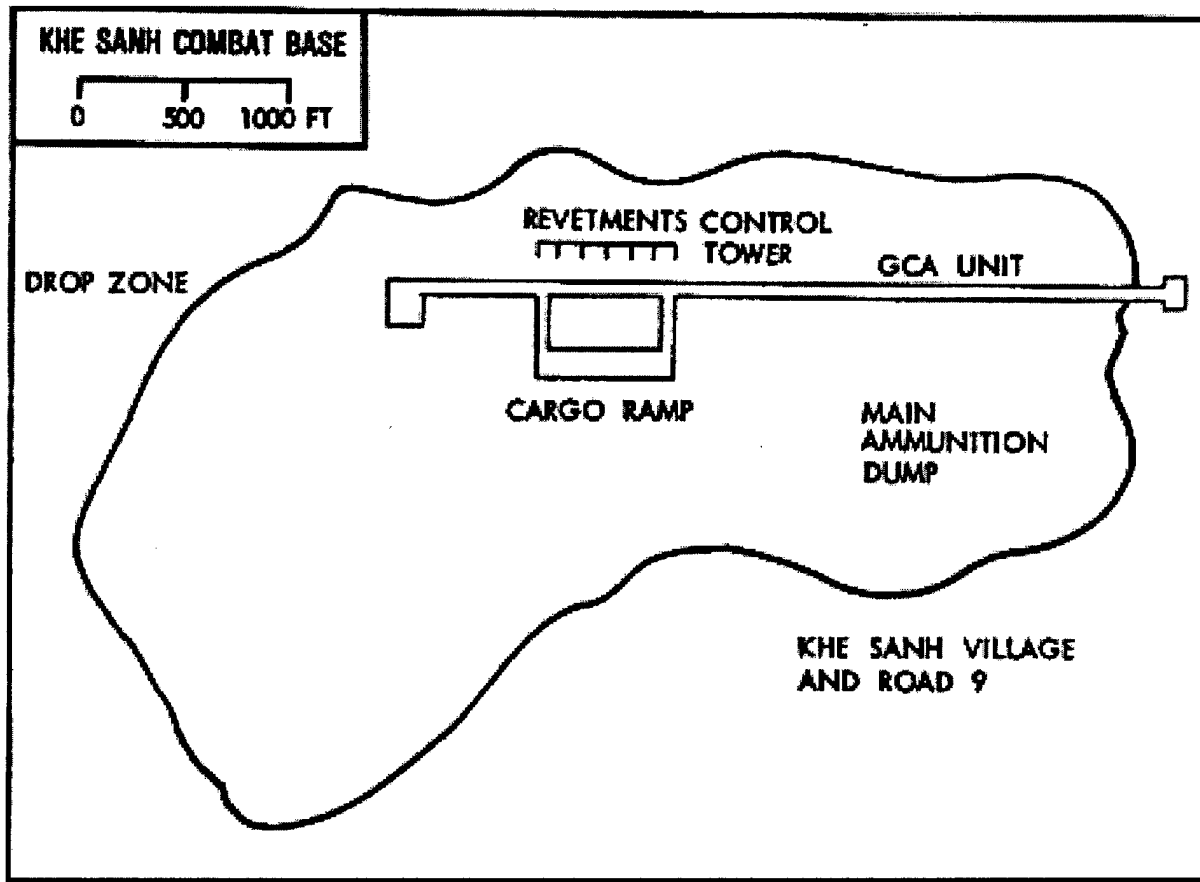 KHE SANH COMBAT BASE
0 500 1000 FT
REVETMENTS CONTROL
TOWER
DROP ZONE
GCA UNIT
CARGO RAMP
MAIN
AMMUNITION
DUMP
KHE SANH VILLAGE
AND ROAD 9